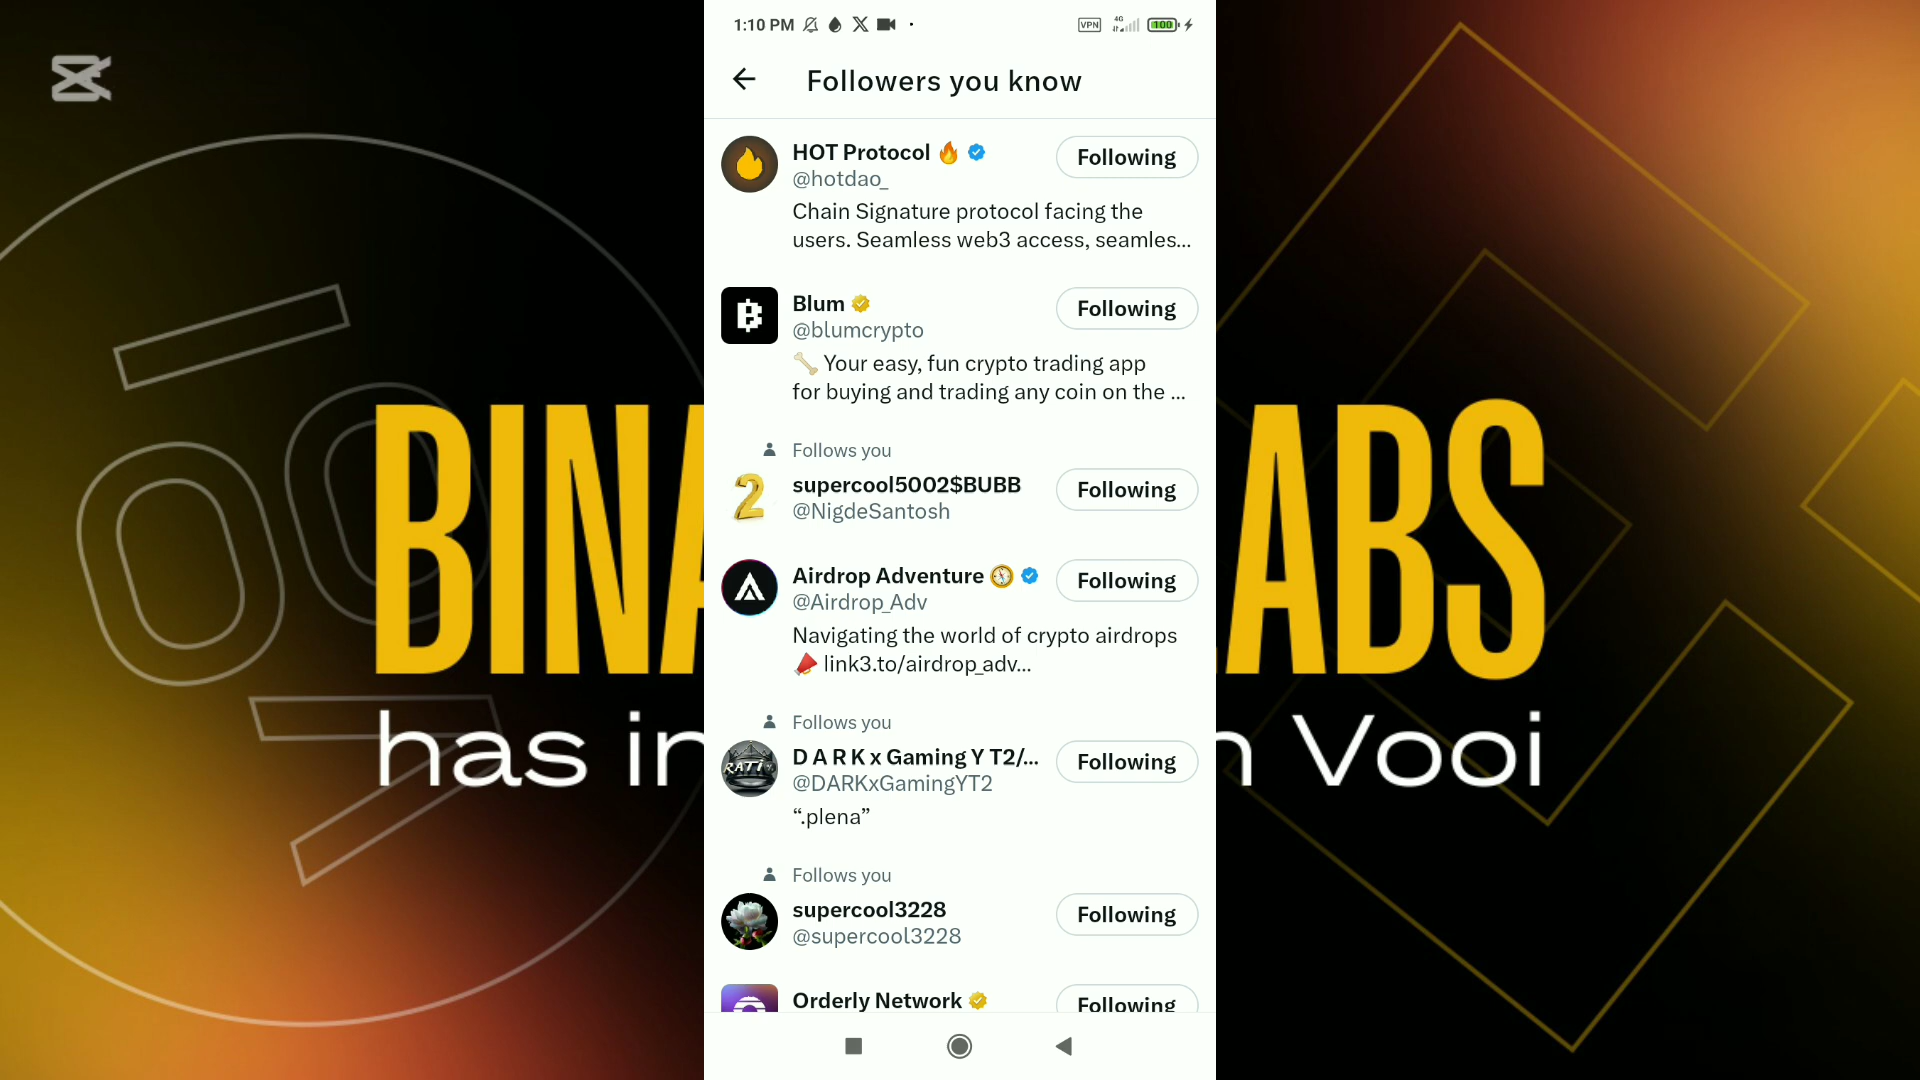 1:10 PM
VPN
4G
100
Followers you know
HOT Protocol 🔥
Following
@hotdao_
Chain Signature protocol facing the
users. Seamless web3 access, seamles...
Blum
Following
@blumcrypto
🦴 Your easy, fun crypto trading app
for buying and trading any coin on the ...
Follows you
supercool5002$BUBB
Following
@NigdeSantosh
Airdrop Adventure 🧭
Following
@Airdrop_Adv
Navigating the world of crypto airdrops
📣 link3.to/airdrop_adv...
Follows you
D A R K x Gaming Y T2/...
Following
@DARKxGamingYT2
“.plena”
Follows you
supercool3228
Following
@supercool3228
Orderly Network
Following
BINA
ABS
has in
n Vooi